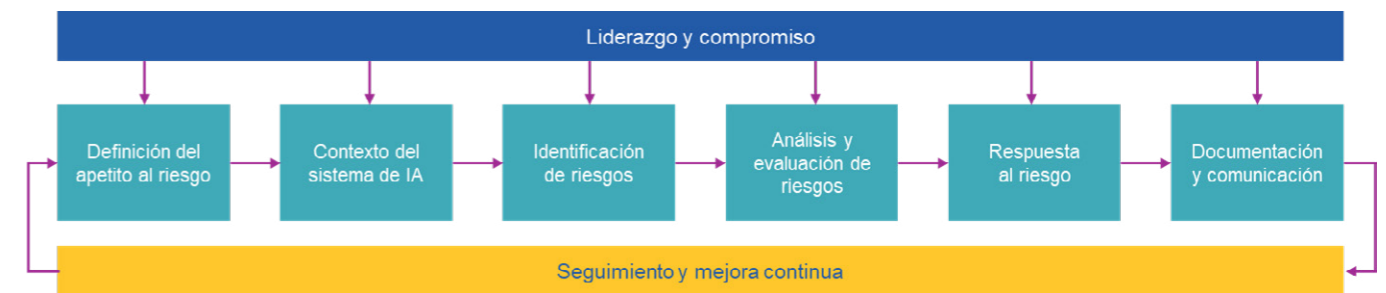 Liderazgo y compromiso
Definición del
apetito al riesgo
Contexto del
sistema de IA
Identificación
de riesgos
Análisis y
evaluación de
riesgos
Respuesta
al riesgo
Documentación
y comunicación
Seguimiento y mejora continua